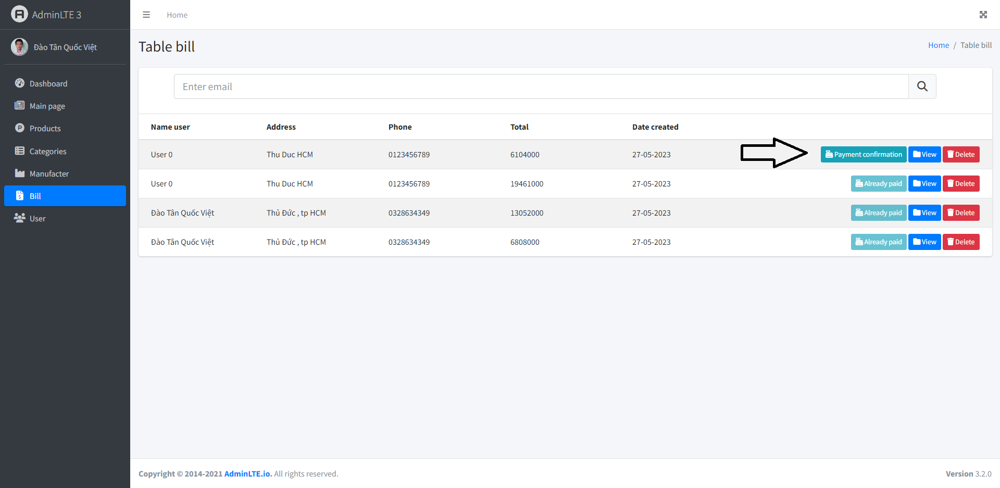 AdminLTE 3
Home
Đào Tân Quốc Việt
Dashboard
Main page
Products
Categories
Manufacter
Bill
User
Table bill
Home / Table bill
Enter email
Name user Address Phone Total Date created
User 0 Thu Duc HCM 0123456789 6104000 27-05-2023 Payment confirmation View Delete
User 0 Thu Duc HCM 0123456789 19461000 27-05-2023 Already paid View Delete
Đào Tân Quốc Việt Thủ Đức , tp HCM 0328634349 13052000 27-05-2023 Already paid View Delete
Đào Tân Quốc Việt Thủ Đức , tp HCM 0328634349 6808000 27-05-2023 Already paid View Delete
Copyright © 2014-2021 AdminLTE.io. All rights reserved.
Version 3.2.0